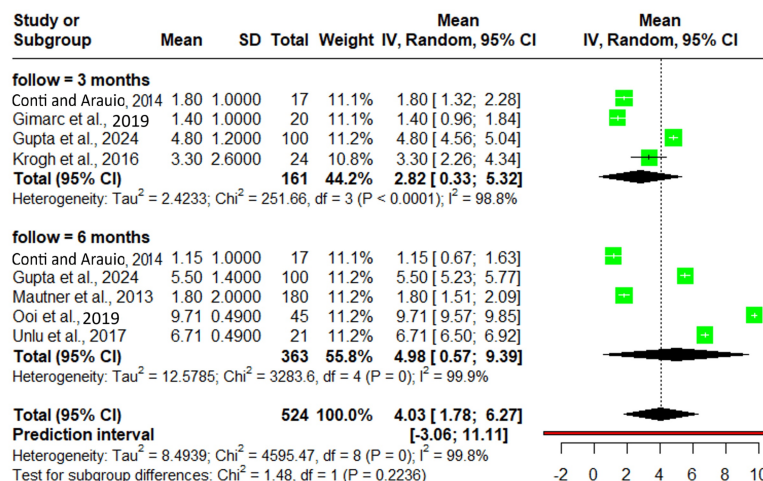 Study or Mean Mean
Subgroup Mean SD Total Weight IV, Random, 95% CI IV, Random, 95% CI
follow = 3 months
Conti and Arauio, 2014 1.80 1.0000 17 11.1% 1.80 [ 1.32; 2.28]
Gimarc et al., 2019 1.40 1.0000 20 11.1% 1.40 [ 0.96; 1.84]
Gupta et al., 2024 4.80 1.2000 100 11.2% 4.80 [ 4.56; 5.04]
Krogh et al., 2016 3.30 2.6000 24 10.8% 3.30 [ 2.26; 4.34]
Total (95% CI) 161 44.2% 2.82 [ 0.33; 5.32]
Heterogeneity: Tau² = 2.4233; Chi² = 251.66, df = 3 (P < 0.0001); I² = 98.8%
follow = 6 months
Conti and Arauio, 2014 1.15 1.0000 17 11.1% 1.15 [ 0.67; 1.63]
Gupta et al., 2024 5.50 1.4000 100 11.2% 5.50 [ 5.23; 5.77]
Mautner et al., 2013 1.80 2.0000 180 11.2% 1.80 [ 1.51; 2.09]
Ooi et al., 2019 9.71 0.4900 45 11.2% 9.71 [ 9.57; 9.85]
Unlu et al., 2017 6.71 0.4900 21 11.2% 6.71 [ 6.50; 6.92]
Total (95% CI) 363 55.8% 4.98 [ 0.57; 9.39]
Heterogeneity: Tau² = 12.5785; Chi² = 3283.6, df = 4 (P = 0); I² = 99.9%
Total (95% CI) 524 100.0% 4.03 [ 1.78; 6.27]
Prediction interval [-3.06; 11.11]
Heterogeneity: Tau² = 8.4939; Chi² = 4595.47, df = 8 (P = 0); I² = 99.8%
Test for subgroup differences: Chi² = 1.48, df = 1 (P = 0.2236)
-2 0 2 4 6 8 10